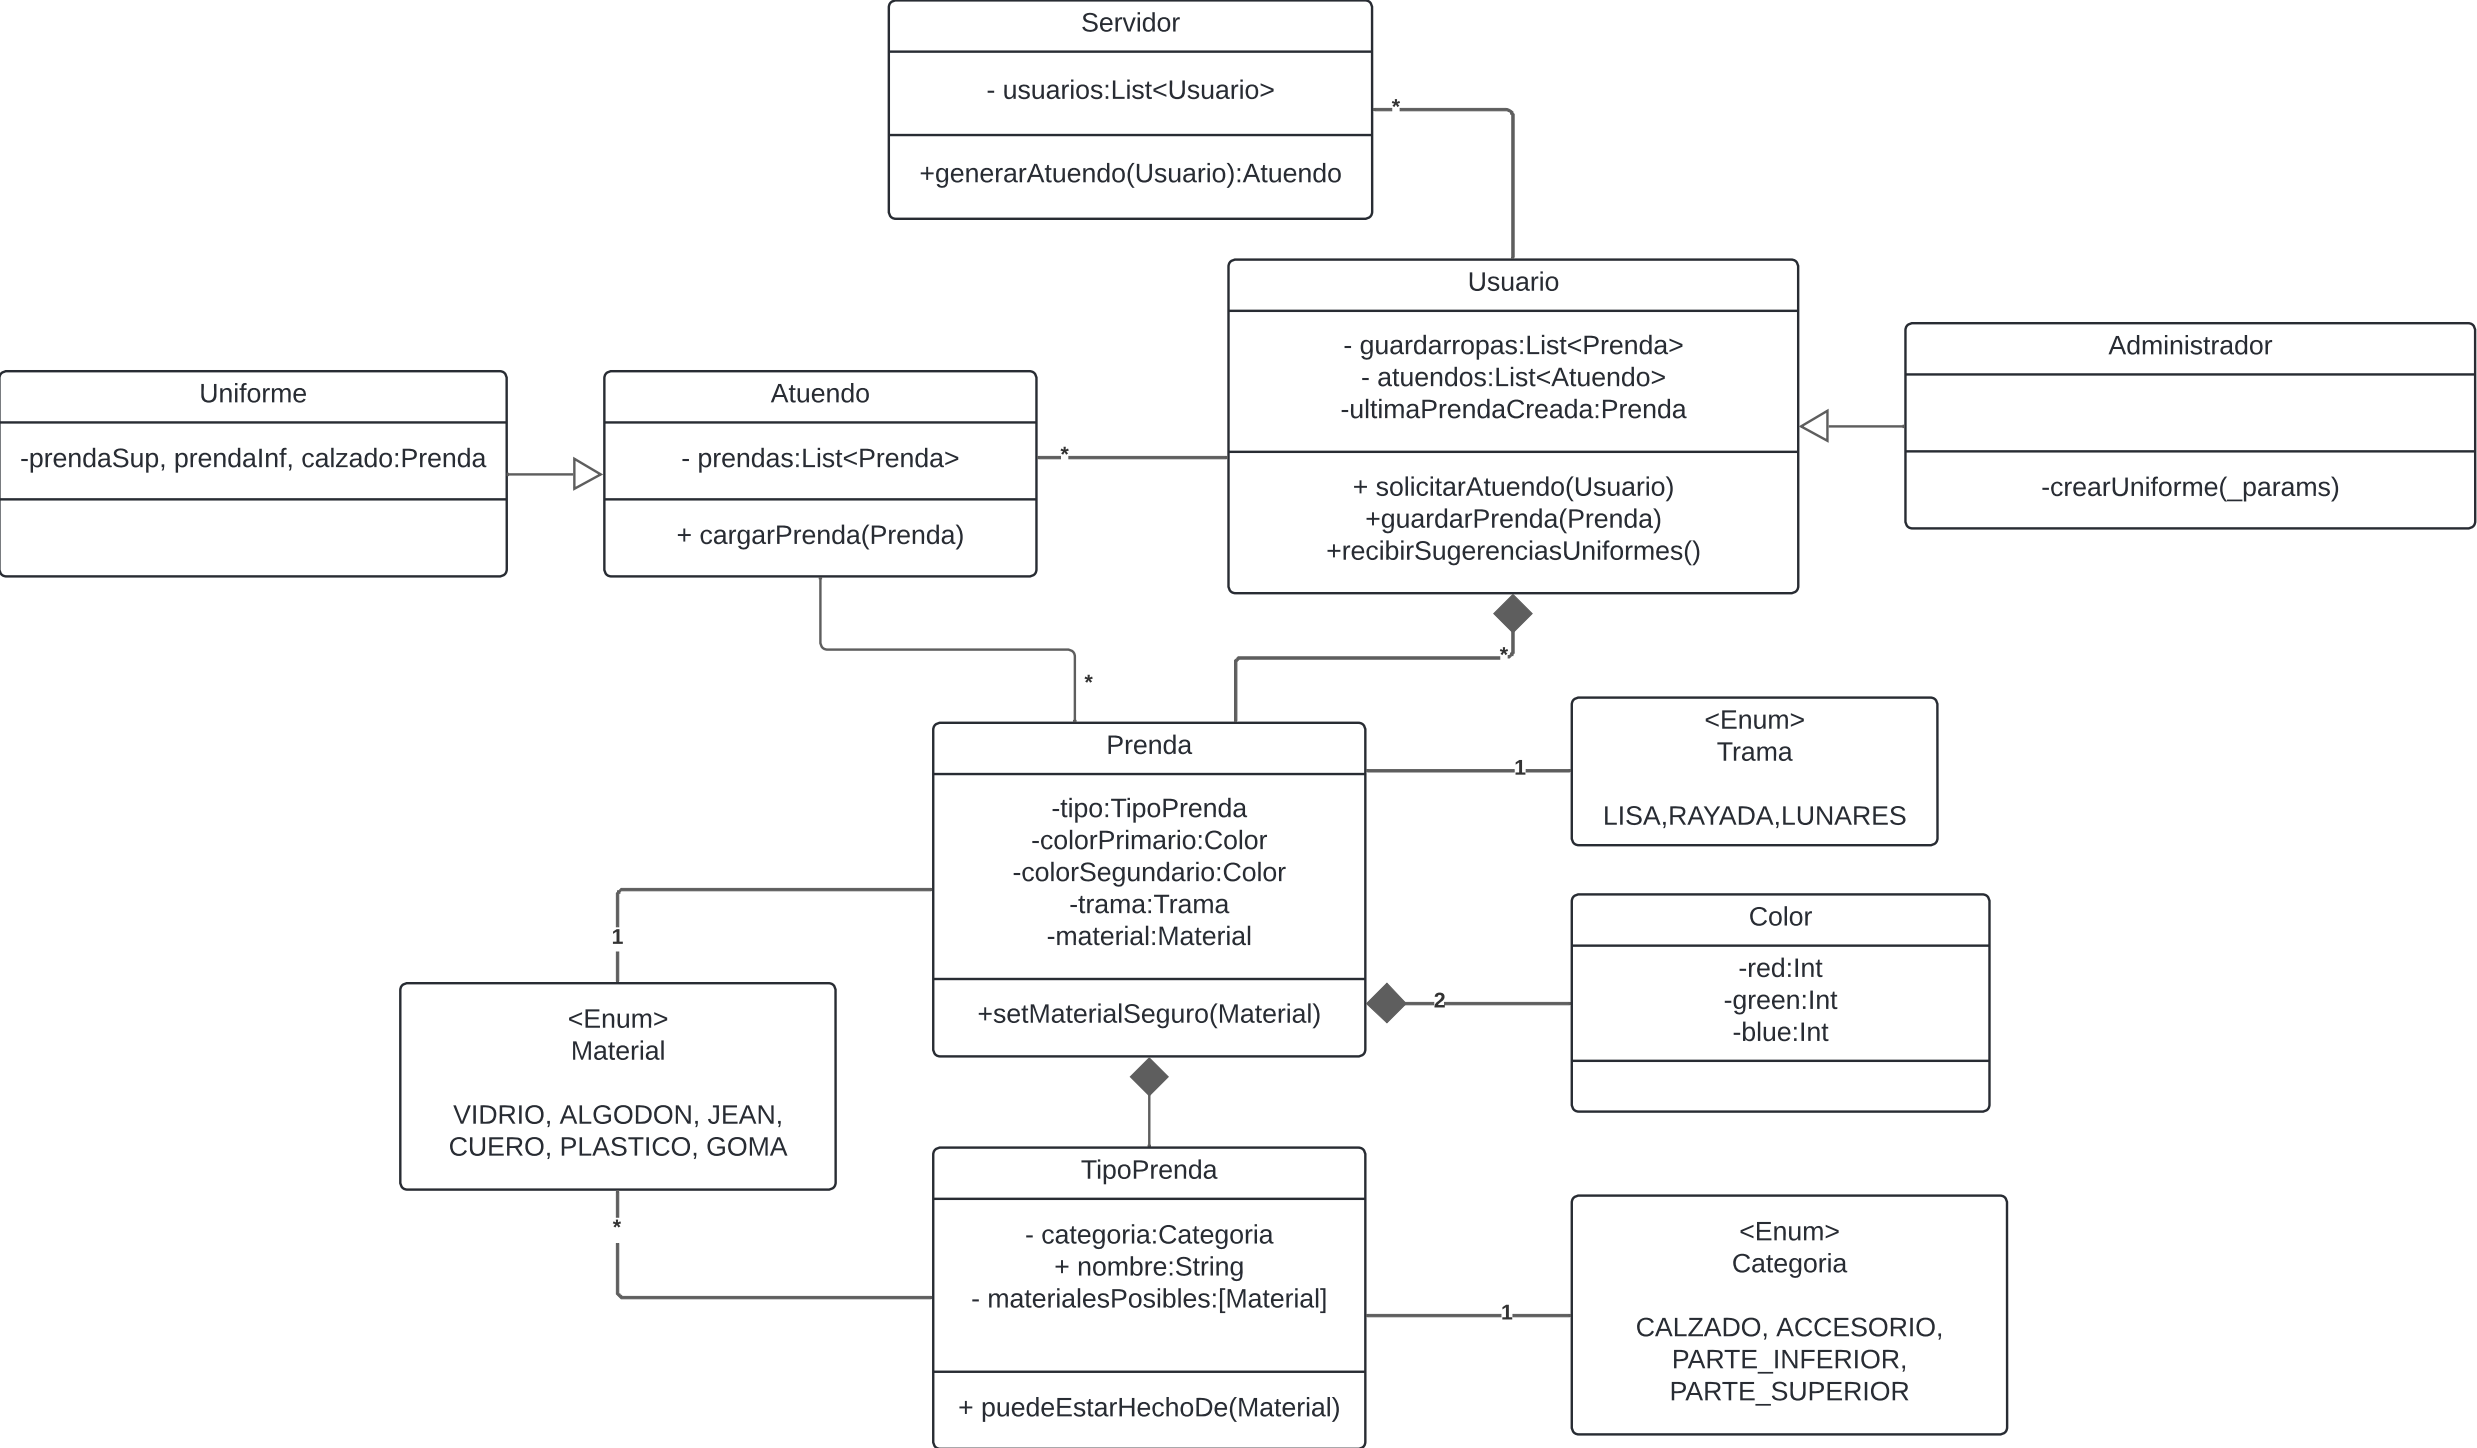 Servidor
- usuarios:List<Usuario>
+generarAtuendo(Usuario):Atuendo
*
Usuario
- guardarropas:List<Prenda>
- atuendos:List<Atuendo>
-ultimaPrendaCreada:Prenda
+ solicitarAtuendo(Usuario)
+guardarPrenda(Prenda)
+recibirSugerenciasUniformes()
Administrador
-crearUniforme(_params)
Uniforme
-prendaSup, prendaInf, calzado:Prenda
Atuendo
- prendas:List<Prenda>
+ cargarPrenda(Prenda)
*
*
*
Prenda
-tipo:TipoPrenda
-colorPrimario:Color
-colorSegundario:Color
-trama:Trama
-material:Material
+setMaterialSeguro(Material)
1
<Enum>
Trama
LISA,RAYADA,LUNARES
2
Color
-red:Int
-green:Int
-blue:Int
1
<Enum>
Material
VIDRIO, ALGODON, JEAN,
CUERO, PLASTICO, GOMA
*
TipoPrenda
- categoria:Categoria
+ nombre:String
- materialesPosibles:[Material]
+ puedeEstarHechoDe(Material)
1
<Enum>
Categoria
CALZADO, ACCESORIO,
PARTE_INFERIOR,
PARTE_SUPERIOR